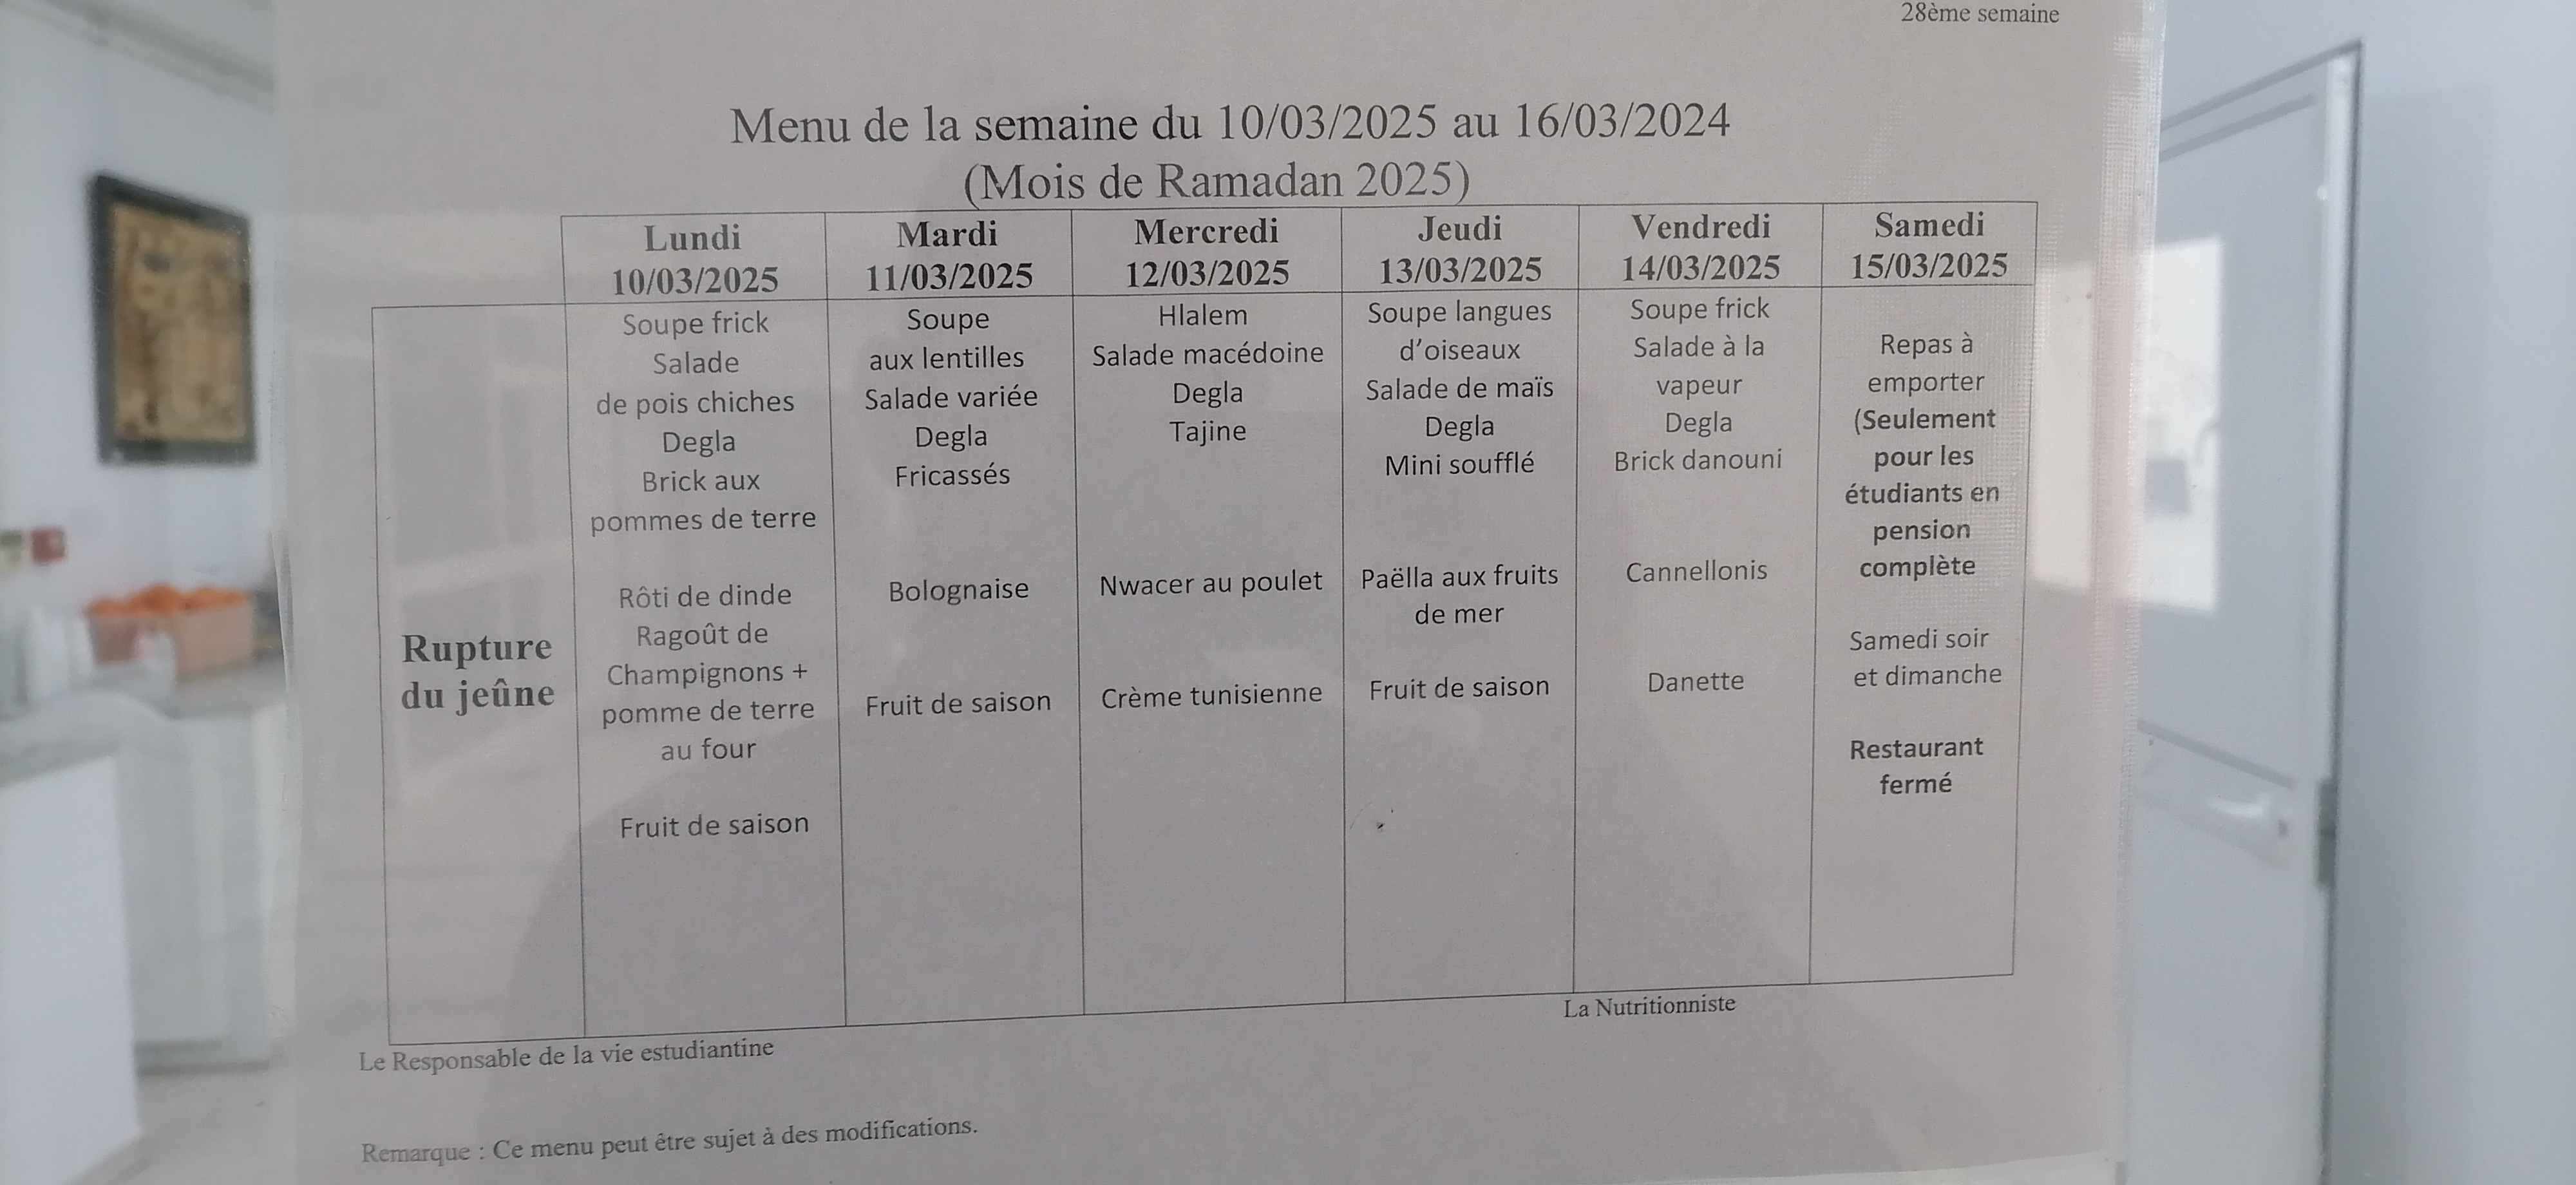 28ème semaine
Menu de la semaine du 10/03/2025 au 16/03/2024
(Mois de Ramadan 2025)
Lundi
10/03/2025
Mardi
11/03/2025
Mercredi
12/03/2025
Jeudi
13/03/2025
Vendredi
14/03/2025
Samedi
15/03/2025
Rupture
du jeûne
Soupe frick
Salade
de pois chiches
Degla
Brick aux
pommes de terre
Rôti de dinde
Ragoût de
Champignons +
pomme de terre
au four
Fruit de saison
Soupe
aux lentilles
Salade variée
Degla
Fricassés
Bolognaise
Fruit de saison
Hlalem
Salade macédoine
Degla
Tajine
Nwacer au poulet
Crème tunisienne
Soupe langues
d’oiseaux
Salade de maïs
Degla
Mini soufflé
Paëlla aux fruits
de mer
Fruit de saison
Soupe frick
Salade à la
vapeur
Degla
Brick danouni
Cannellonis
Danette
Repas à
emporter
(Seulement
pour les
étudiants en
pension
complète
Samedi soir
et dimanche
Restaurant
fermé
La Nutritionniste
Le Responsable de la vie estudiantine
Remarque : Ce menu peut être sujet à des modifications.